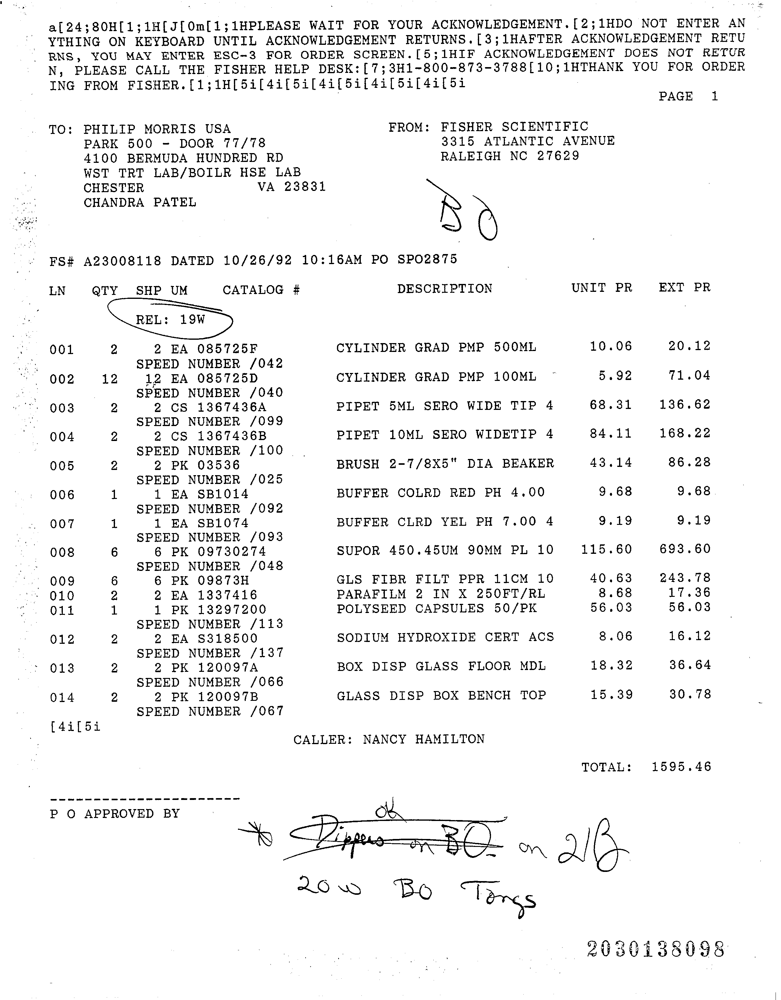 a[24;80H[1;1H[J[0m[1;1HPLEASE WAIT FOR YOUR ACKNOWLEDGEMENT.[2;1HDO NOT ENTER AN
YTHING ON KEYBOARD UNTIL ACKNOWLEDGEMENT RETURNS.[3;1HAFTER ACKNOWLEDGEMENT RETU
RNS, YOU MAY ENTER ESC-3 FOR ORDER SCREEN.[5;1HIF ACKNOWLEDGEMENT DOES NOT RETUR
N, PLEASE CALL THE FISHER HELP DESK:[7;3H1-800-873-3788[10;1HTHANK YOU FOR ORDER
ING FROM FISHER.[1;1H[5i[4i[5i[4i[5i[4i[5i[4i[5i
PAGE 1
TO: PHILIP MORRIS USA FROM: FISHER SCIENTIFIC
PARK 500 - DOOR 77/78 3315 ATLANTIC AVENUE
4100 BERMUDA HUNDRED RD RALEIGH NC 27629
WST TRT LAB/BOILR HSE LAB
CHESTER VA 23831
CHANDRA PATEL
BO
FS# A23008118 DATED 10/26/92 10:16AM PO SPO2875
LN QTY SHP UM CATALOG # DESCRIPTION UNIT PR EXT PR
REL: 19W
001 2 2 EA 085725F CYLINDER GRAD PMP 500ML 10.06 20.12
SPEED NUMBER /042
002 12 12 EA 085725D CYLINDER GRAD PMP 100ML 5.92 71.04
SPEED NUMBER /040
003 2 2 CS 1367436A PIPET 5ML SERO WIDE TIP 4 68.31 136.62
SPEED NUMBER /099
004 2 2 CS 1367436B PIPET 10ML SERO WIDETIP 4 84.11 168.22
SPEED NUMBER /100
005 2 2 PK 03536 BRUSH 2-7/8X5" DIA BEAKER 43.14 86.28
SPEED NUMBER /025
006 1 1 EA SB1014 BUFFER COLRD RED PH 4.00 9.68 9.68
SPEED NUMBER /092
007 1 1 EA SB1074 BUFFER CLRD YEL PH 7.00 4 9.19 9.19
SPEED NUMBER /093
008 6 6 PK 09730274 SUPOR 450.45UM 90MM PL 10 115.60 693.60
SPEED NUMBER /048
009 6 6 PK 09873H GLS FIBR FILT PPR 11CM 10 40.63 243.78
010 2 2 EA 1337416 PARAFILM 2 IN X 250FT/RL 8.68 17.36
011 1 1 PK 13297200 POLYSEED CAPSULES 50/PK 56.03 56.03
SPEED NUMBER /113
012 2 2 EA S318500 SODIUM HYDROXIDE CERT ACS 8.06 16.12
SPEED NUMBER /137
013 2 2 PK 120097A BOX DISP GLASS FLOOR MDL 18.32 36.64
SPEED NUMBER /066
014 2 2 PK 120097B GLASS DISP BOX BENCH TOP 15.39 30.78
SPEED NUMBER /067
[4i[5i
CALLER: NANCY HAMILTON
TOTAL: 1595.46
----------------------
P O APPROVED BY
OK
* Dippers on BO on
20 W BO Tongs
2030138098